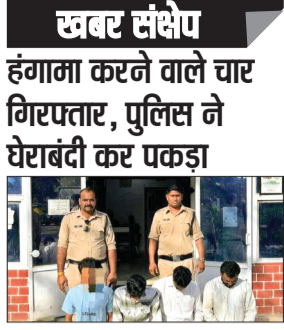 खबर संक्षेप
हंगामा करने वाले चार
गिरफ्तार, पुलिस ने
घेराबंदी कर पकड़ा